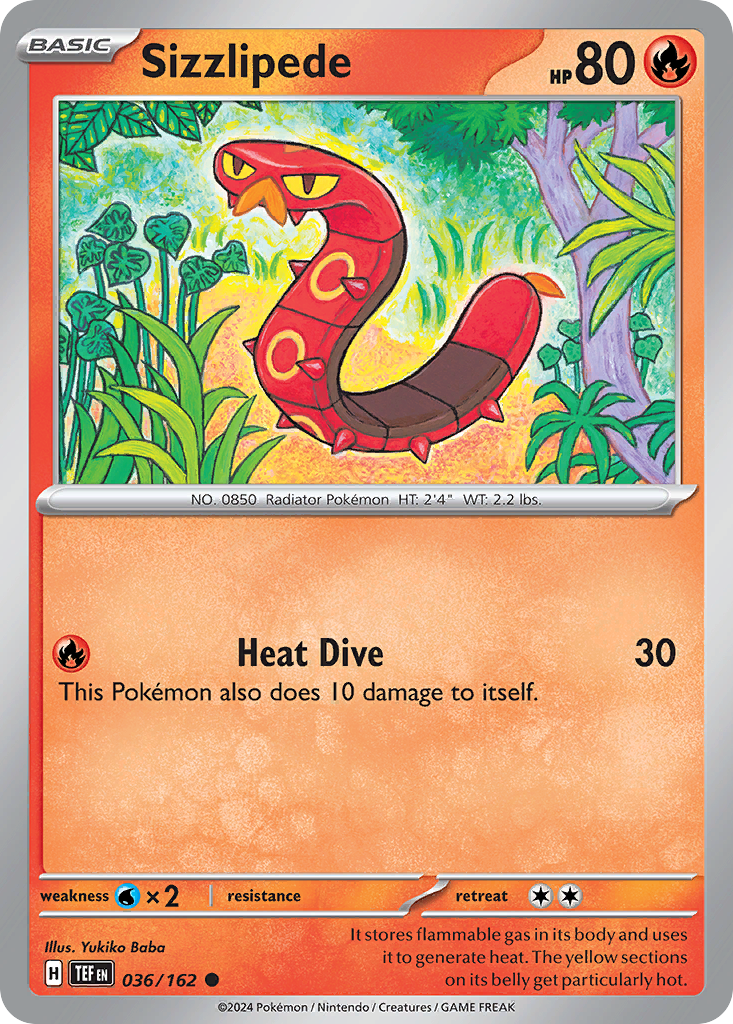 BASIC
Sizzlipede
HP 80
NO. 0850 Radiator Pokémon HT: 2'4" WT: 2.2 lbs.
Heat Dive 30
This Pokémon also does 10 damage to itself.
weakness ×2 resistance retreat
Illus. Yukiko Baba
It stores flammable gas in its body and uses
it to generate heat. The yellow sections
on its belly get particularly hot.
H TEF EN 036/162
©2024 Pokémon / Nintendo / Creatures / GAME FREAK